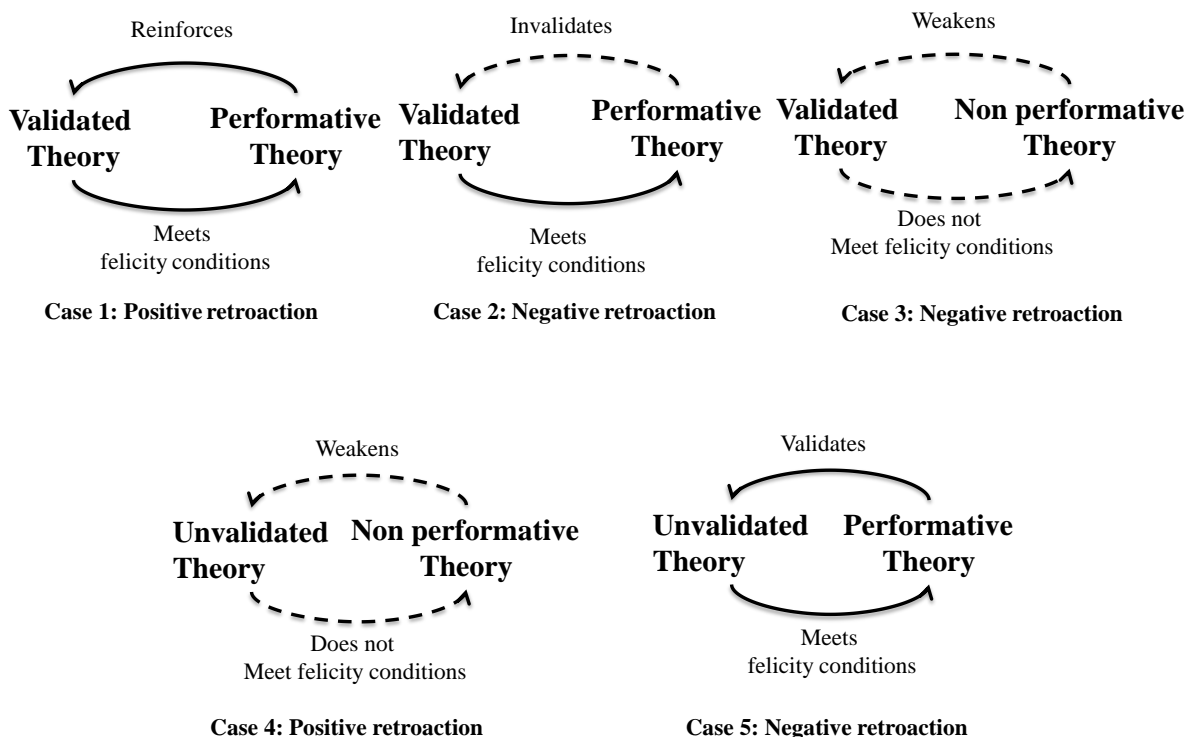 Reinforces
Validated
Theory
Performative
Theory
Meets
felicity conditions
Case 1: Positive retroaction
Invalidates
Validated
Theory
Performative
Theory
Meets
felicity conditions
Case 2: Negative retroaction
Weakens
Validated
Theory
Non performative
Theory
Does not
Meet felicity conditions
Case 3: Negative retroaction
Weakens
Unvalidated
Theory
Non performative
Theory
Does not
Meet felicity conditions
Case 4: Positive retroaction
Validates
Unvalidated
Theory
Performative
Theory
Meets
felicity conditions
Case 5: Negative retroaction